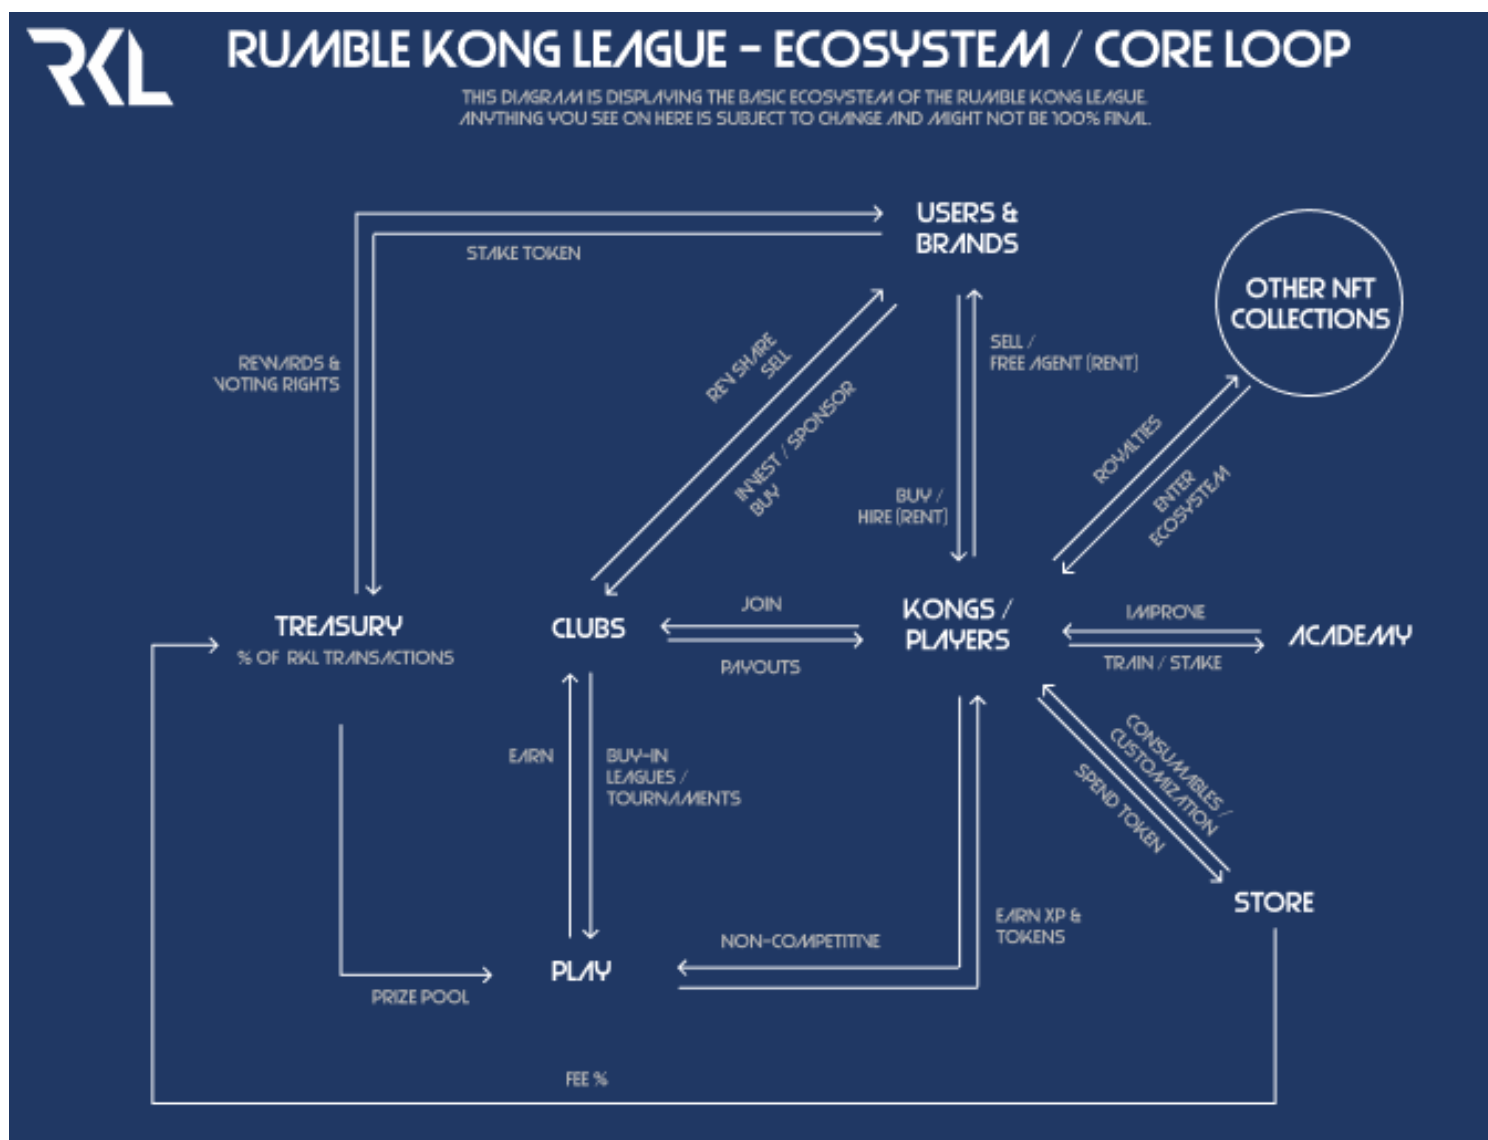 RKL
RUMBLE KONG LEAGUE - ECOSYSTEM / CORE LOOP
THIS DIAGRAM IS DISPLAYING THE BASIC ECOSYSTEM OF THE RUMBLE KONG LEAGUE.
ANYTHING YOU SEE ON HERE IS SUBJECT TO CHANGE AND MIGHT NOT BE 100% FINAL.
USERS &
BRANDS
STAKE TOKEN
OTHER NFT
COLLECTIONS
REWARDS &
VOTING RIGHTS
REV SHARE
SELL
INVEST / SPONSOR
BUY
SELL /
FREE AGENT (RENT)
BUY /
HIRE (RENT)
ROYALTIES
ENTER
ECOSYSTEM
TREASURY
% OF RKL TRANSACTIONS
CLUBS
JOIN
PAYOUTS
KONGS /
PLAYERS
IMPROVE
TRAIN / STAKE
ACADEMY
EARN
BUY-IN
LEAGUES /
TOURNAMENTS
CONSUMABLES /
CUSTOMIZATION
SPEND TOKEN
STORE
EARN XP &
TOKENS
NON-COMPETITIVE
PLAY
PRIZE POOL
FEE %